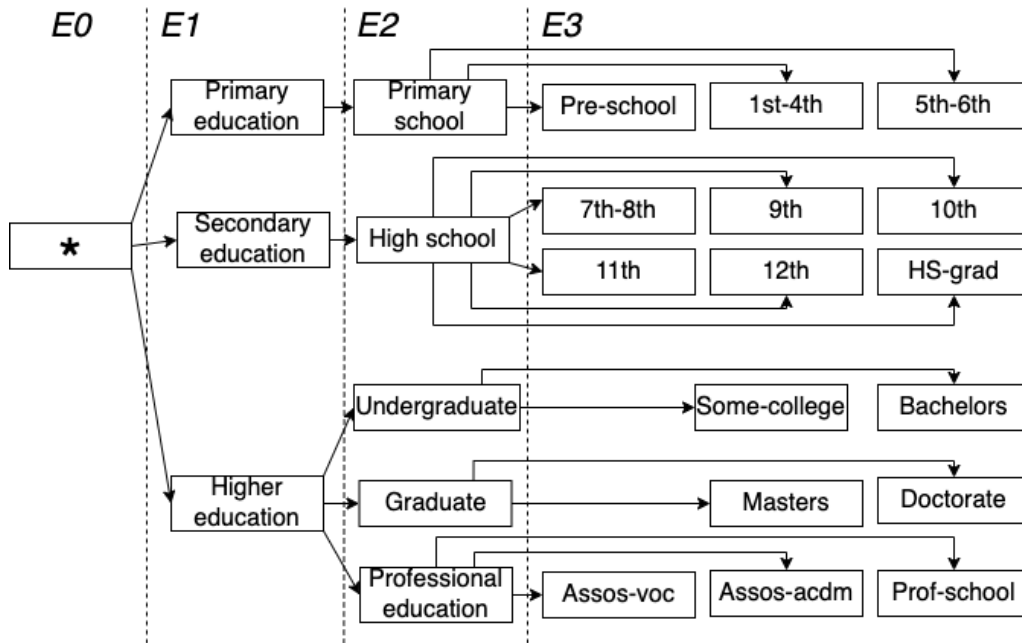 E0
E1
E2
E3
Primary
education
Primary
school
Pre-school
1st-4th
5th-6th
*
Secondary
education
High school
7th-8th
9th
10th
11th
12th
HS-grad
Undergraduate
Some-college
Bachelors
Higher
education
Graduate
Masters
Doctorate
Professional
education
Assos-voc
Assos-acdm
Prof-school